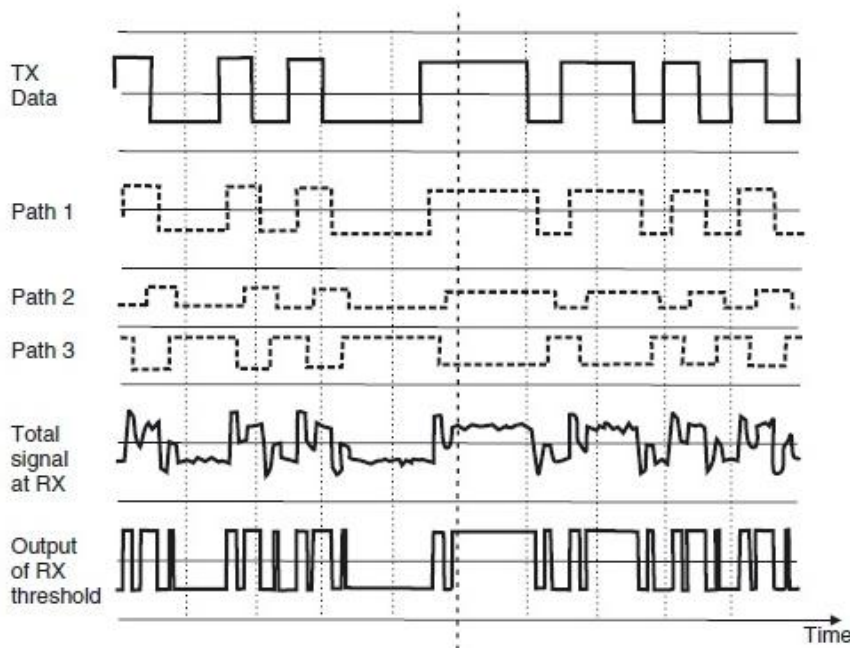 TX
Data
Path 1
Path 2
Path 3
Total
signal
at RX
Output
of RX
threshold
Time